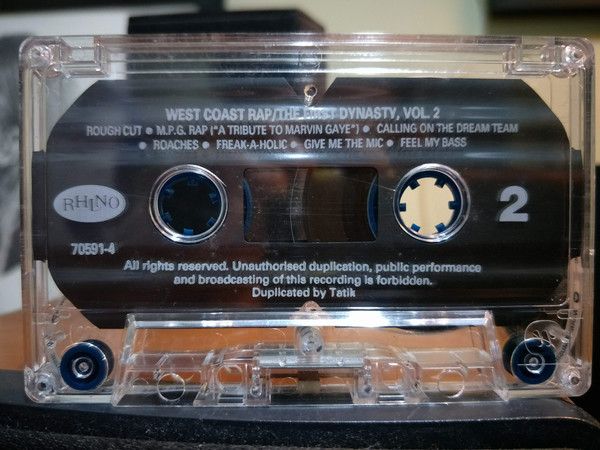 WEST COAST RAP/THE FIRST DYNASTY, VOL. 2
ROUGH CUT ● M.P.G. RAP ("A TRIBUTE TO MARVIN GAYE") ● CALLING ON THE DREAM TEAM
● ROACHES ● FREAK-A-HOLIC ● GIVE ME THE MIC ● FEEL MY BASS
RHINO
2
70591-4
All rights reserved. Unauthorised duplication, public performance
and broadcasting of this recording is forbidden.
Duplicated by Tatik